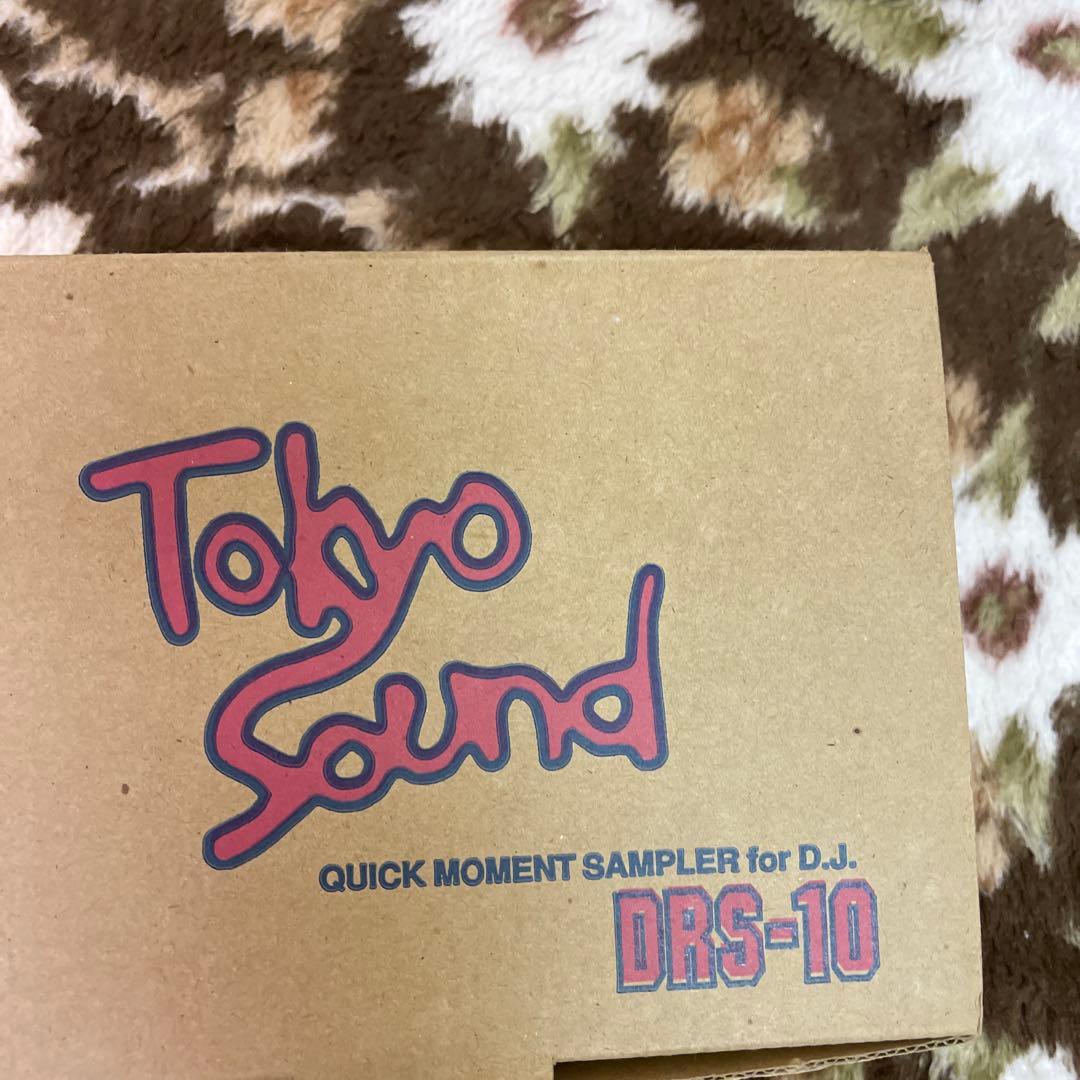 Tokyo
Sound
QUICK MOMENT SAMPLER for D.J.
DRS-10